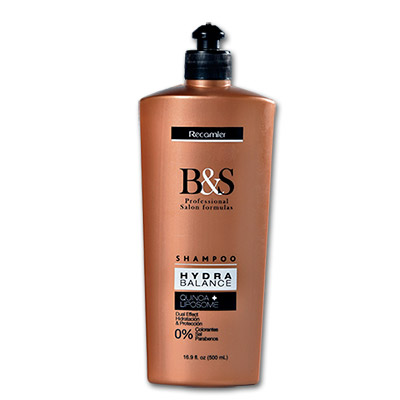 Recamier
B&S
Professional
Salon formulas
SHAMPOO
HYDRA
BALANCE
QUINOA +
LIPOSOME
Dual Effect
Hidratación
& Protección
0% Colorantes
Sal
Parabenos
16.9 fl. oz (500 mL)